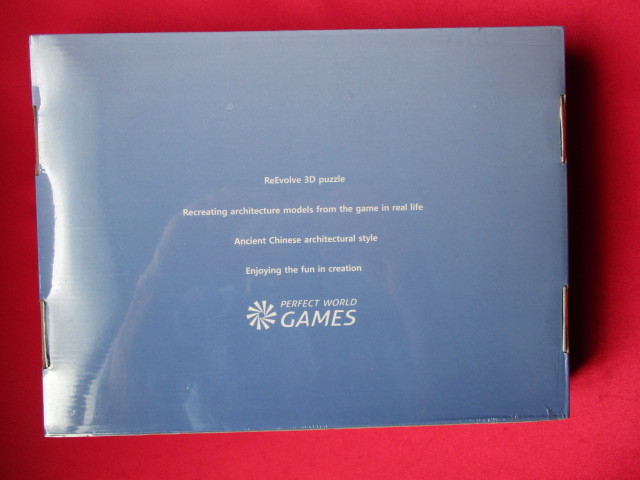 ReEvolve 3D puzzle
Recreating architecture models from the game in real life
Ancient Chinese architectural style
Enjoying the fun in creation
PERFECT WORLD
GAMES